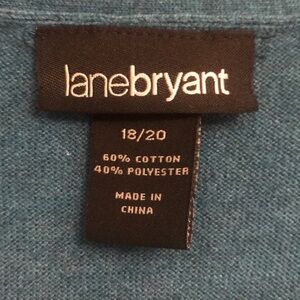 lanebryant
18/20
60% COTTON
40% POLYESTER
MADE IN
CHINA